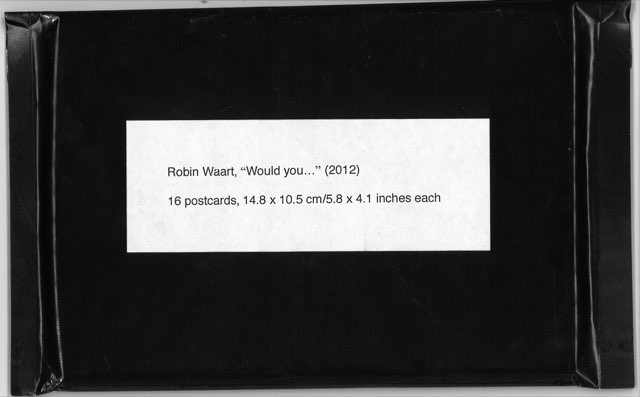 Robin Waart, “Would you...” (2012)
16 postcards, 14.8 x 10.5 cm/5.8 x 4.1 inches each